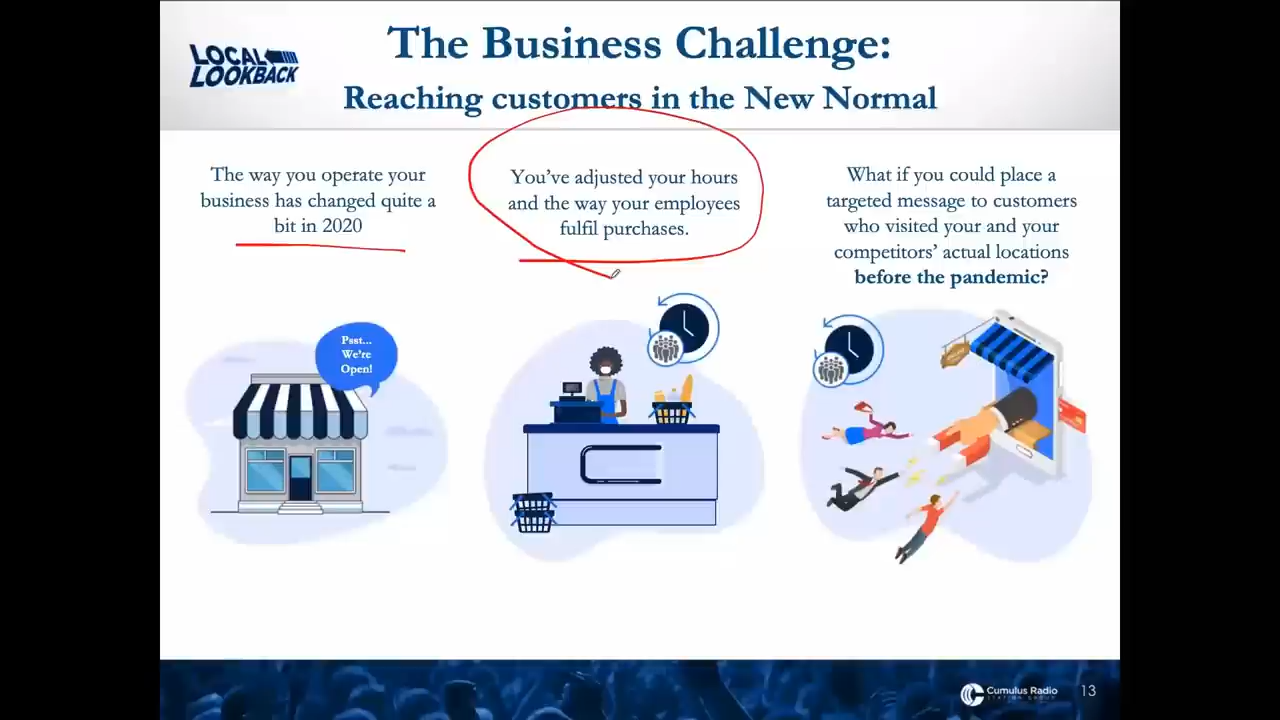 LOCAL
LOOKBACK
The Business Challenge:
Reaching customers in the New Normal
The way you operate your
business has changed quite a
bit in 2020
You've adjusted your hours
and the way your employees
fulfil purchases.
What if you could place a
targeted message to customers
who visited your and your
competitors' actual locations
before the pandemic?
Psst...
We're
Open!
Cumulus Radio
STATION GROUP
13